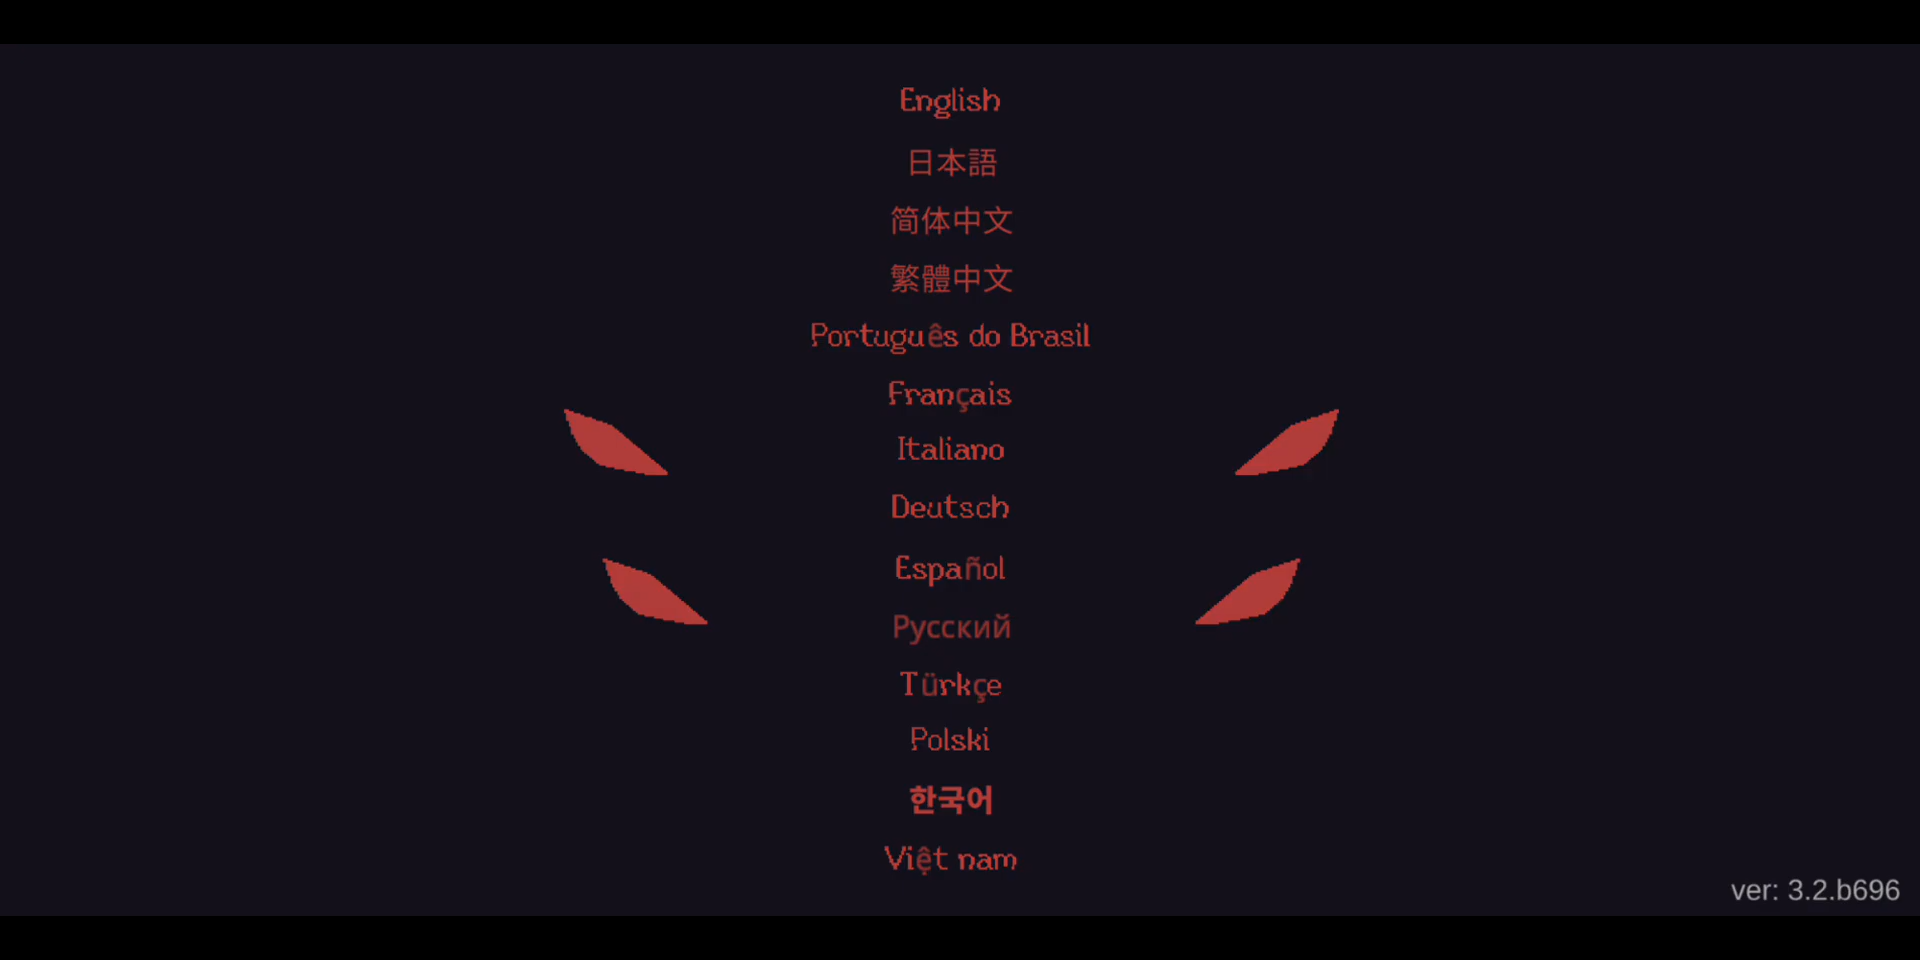 English
日本語
简体中文
繁體中文
Português do Brasil
Français
Italiano
Deutsch
Español
Русский
Türkçe
Polski
한국어
Việt nam
ver: 3.2.b696